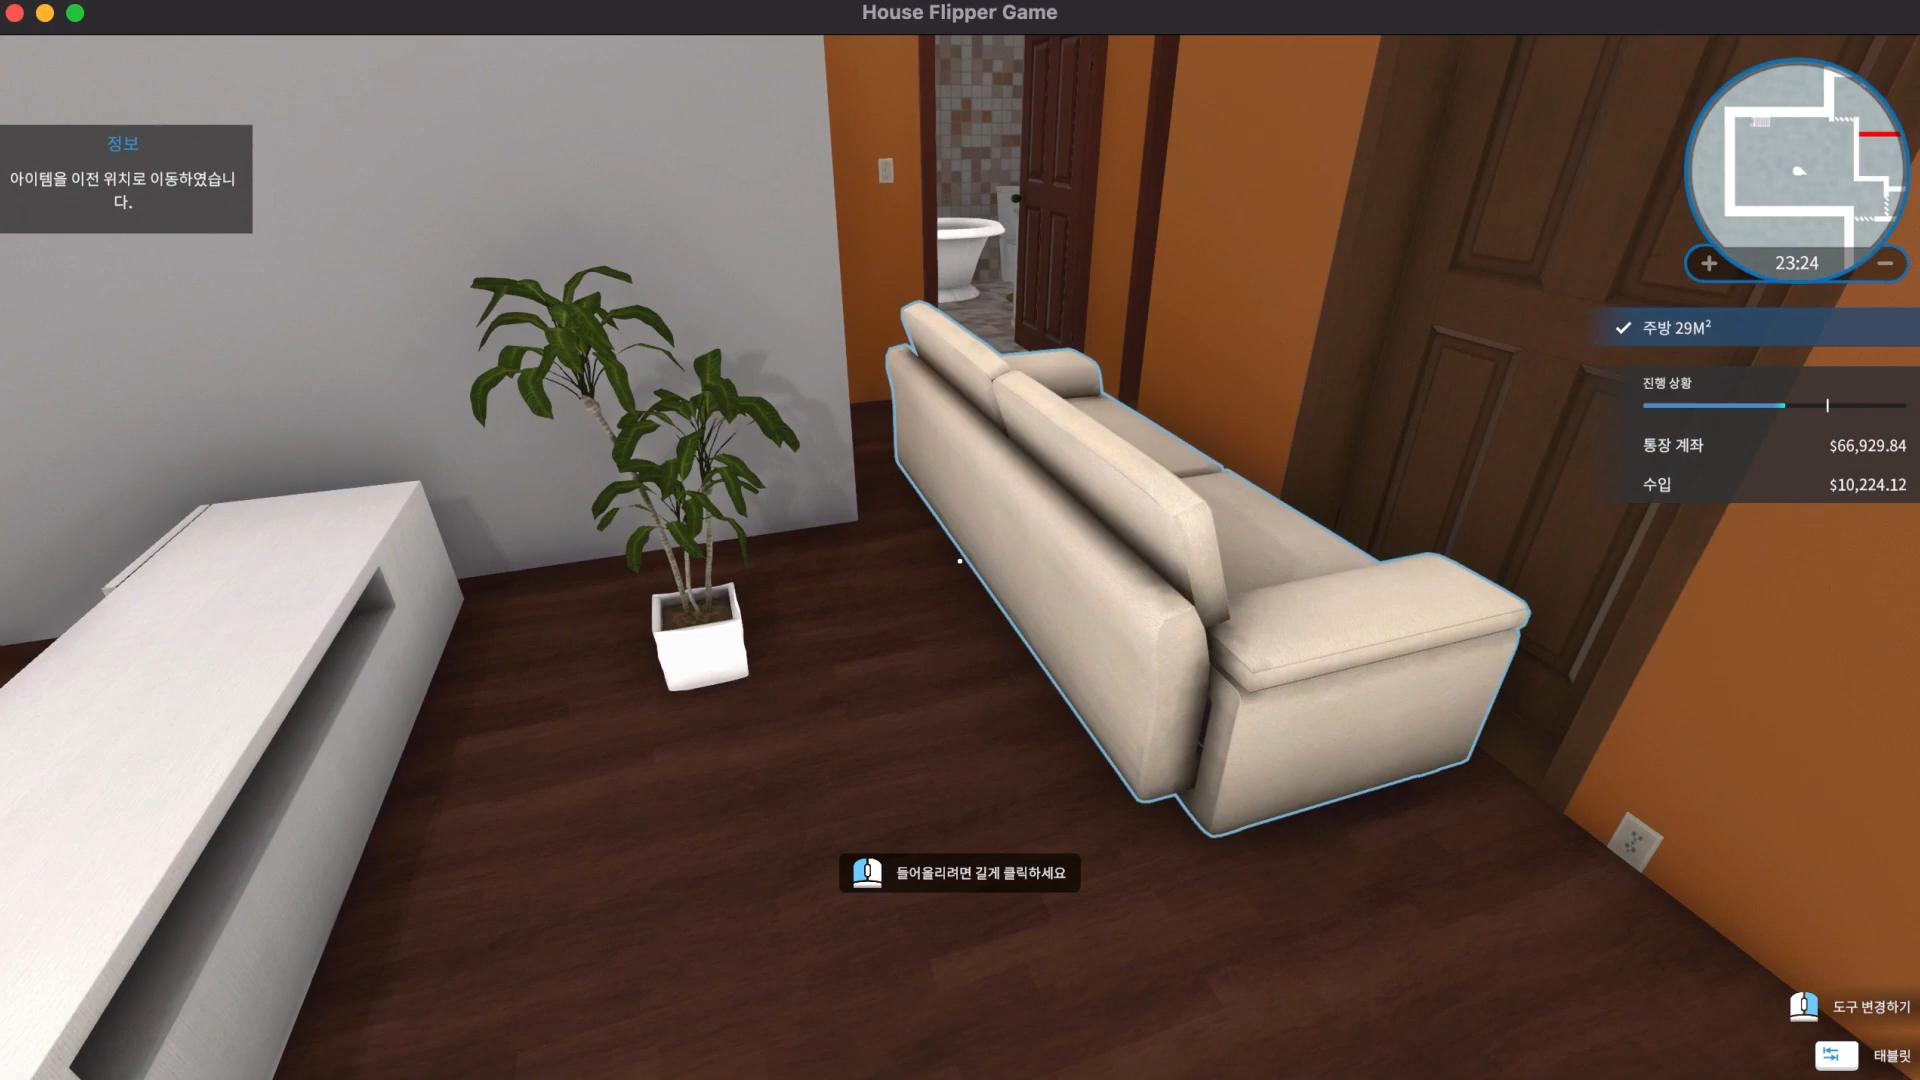 House Flipper Game
정보
아이템을 이전 위치로 이동하였습니
다.
23:24
주방 29M²
진행 상황
통장 계좌 $66,929.84
수입 $10,224.12
들어올리려면 길게 클릭하세요
도구 변경하기
태블릿